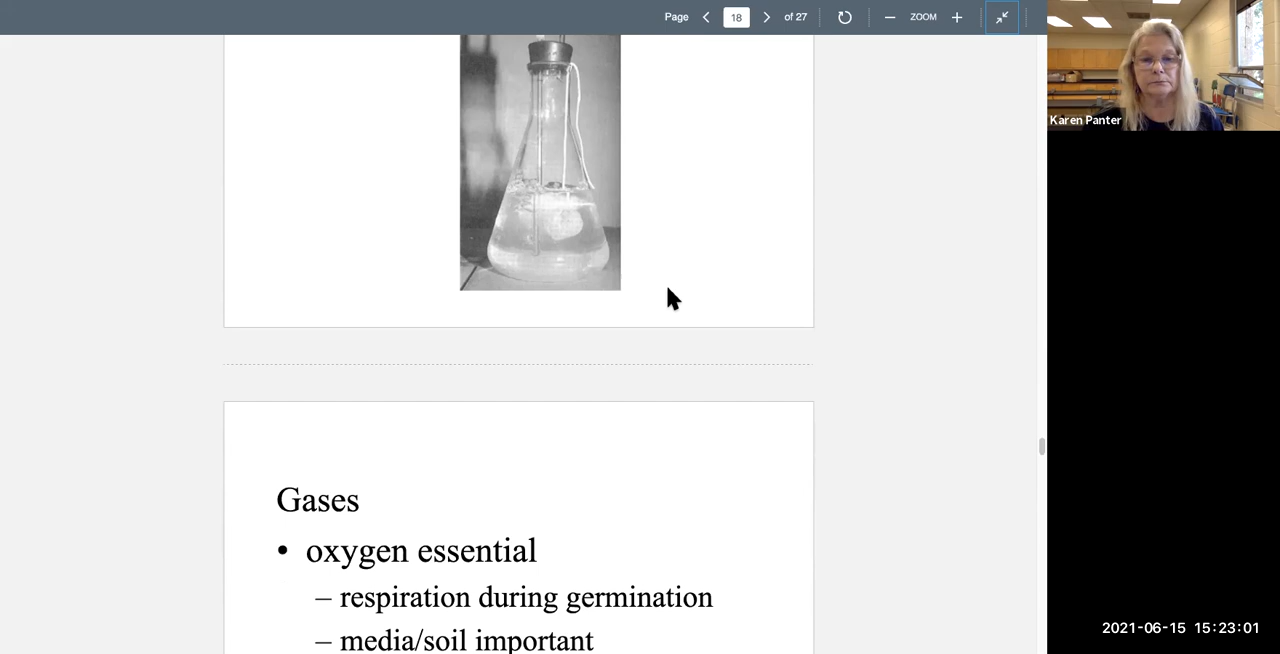 Page 18 of 27 ZOOM
Karen Panter
Gases
• oxygen essential
– respiration during germination
– media/soil important
2021-06-15 15:23:01